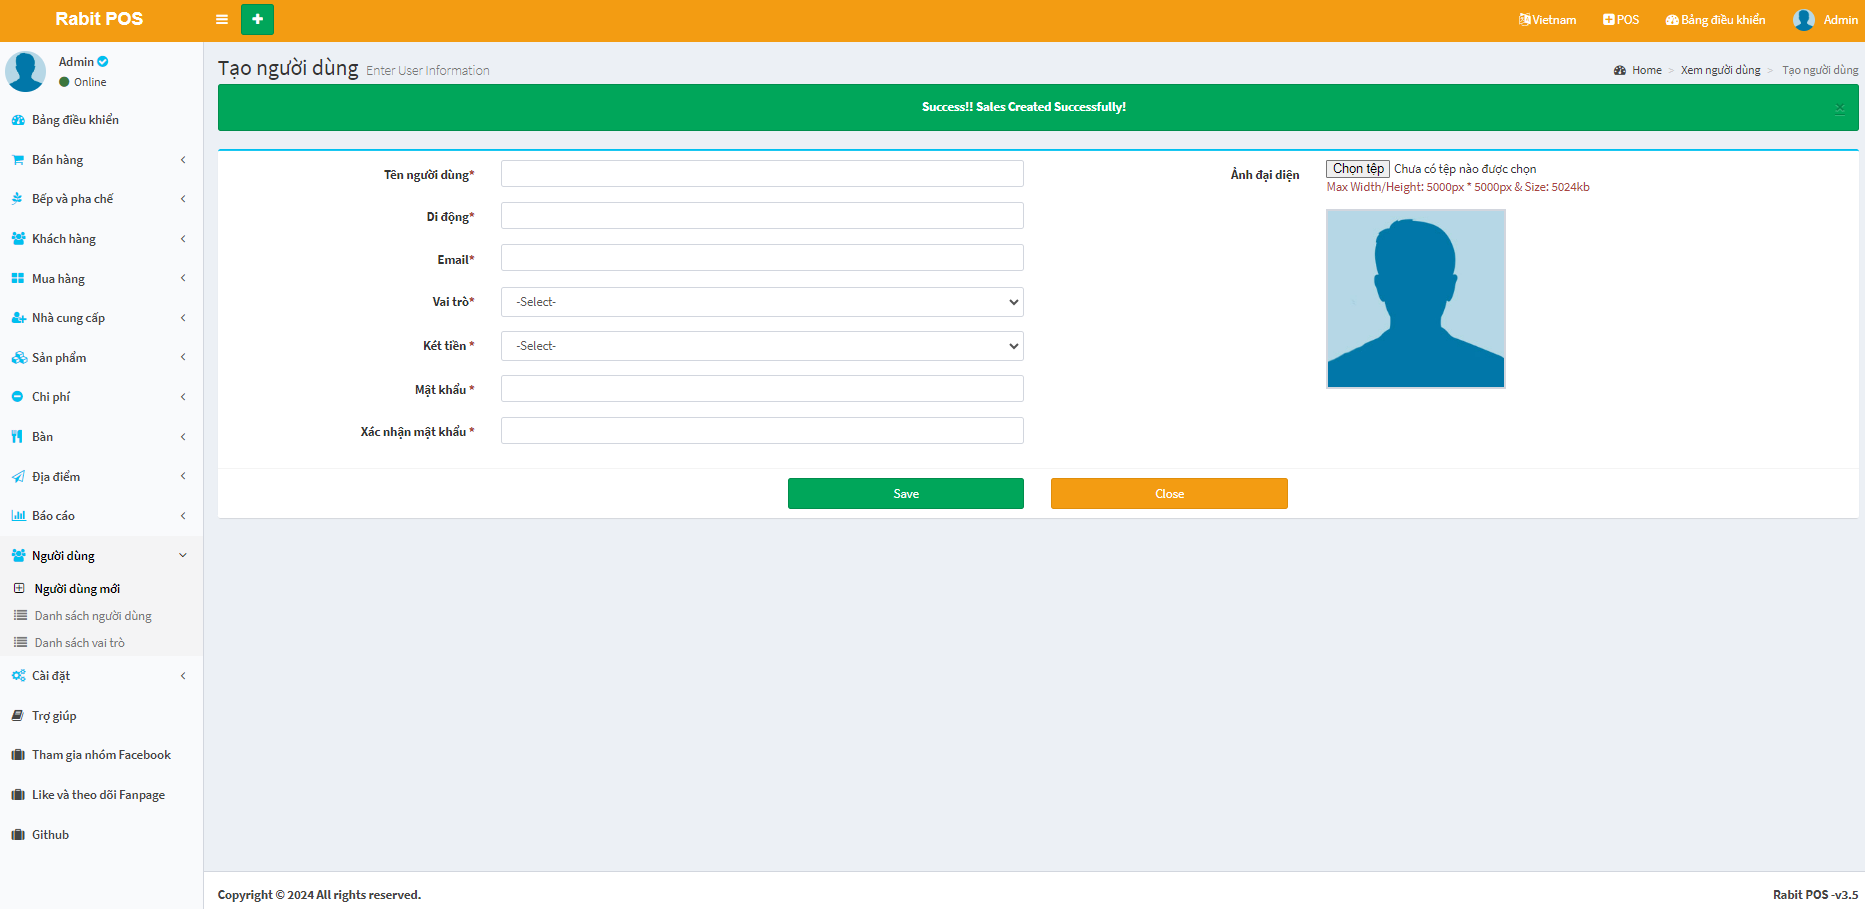 Rabit POS
Vietnam POS Bảng điều khiển Admin
Admin
Online
Bảng điều khiển
Bán hàng
Bếp và pha chế
Khách hàng
Mua hàng
Nhà cung cấp
Sản phẩm
Chi phí
Bàn
Địa điểm
Báo cáo
Người dùng
Người dùng mới
Danh sách người dùng
Danh sách vai trò
Cài đặt
Trợ giúp
Tham gia nhóm Facebook
Like và theo dõi Fanpage
Github
Tạo người dùng Enter User Information
Home > Xem người dùng > Tạo người dùng
Success!! Sales Created Successfully!
×
Tên người dùng*
Di động*
Email*
Vai trò* -Select-
Két tiền * -Select-
Mật khẩu *
Xác nhận mật khẩu *
Ảnh đại diện Chọn tệp Chưa có tệp nào được chọn
Max Width/Height: 5000px * 5000px & Size: 5024kb
Save Close
Copyright © 2024 All rights reserved.
Rabit POS -v3.5